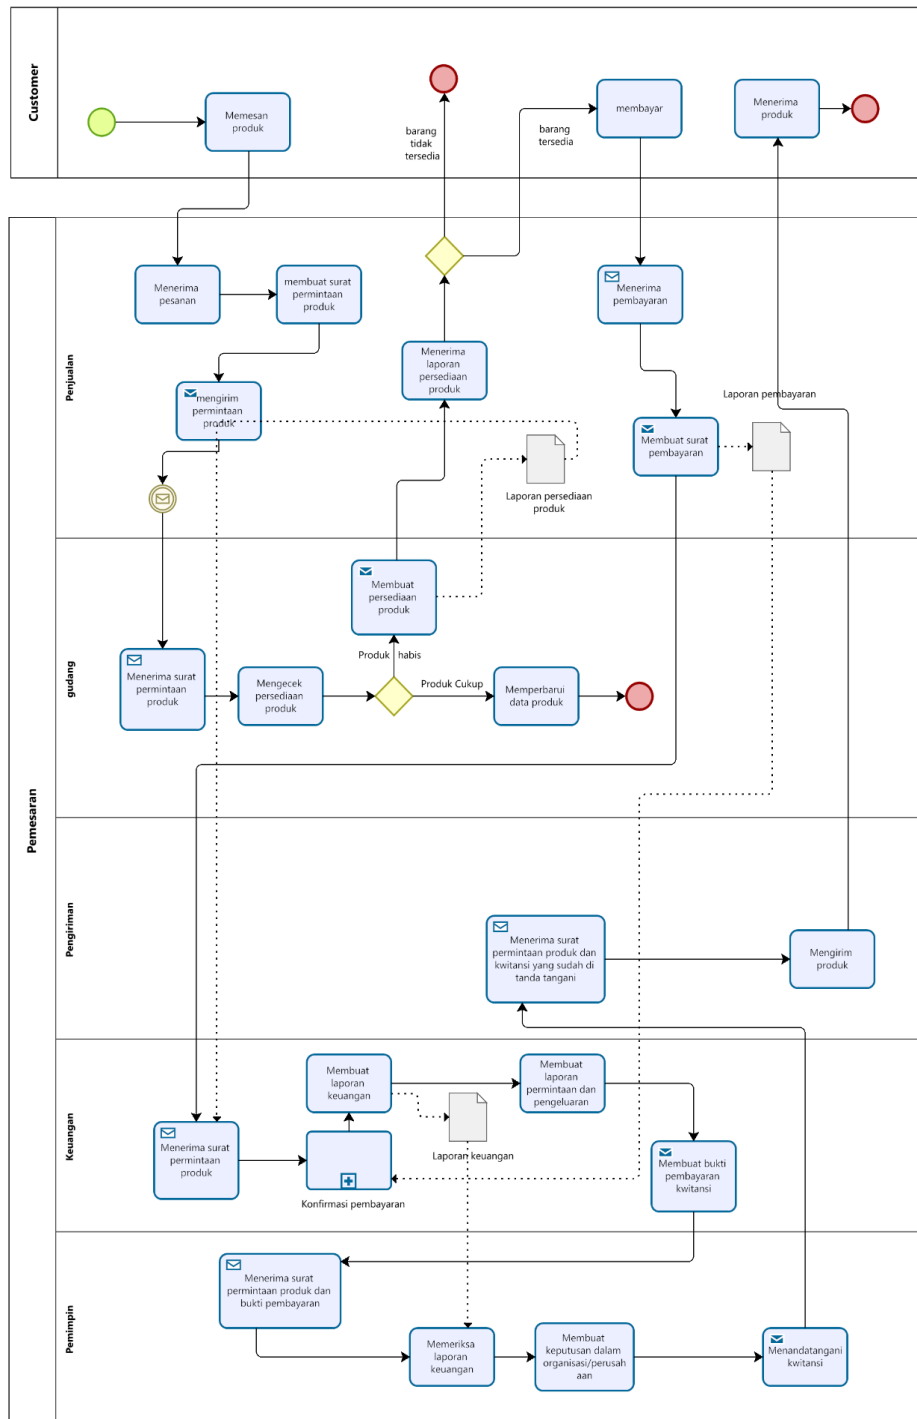 Customer
Memesan
produk
barang
tidak
tersedia
barang
tersedia
membayar
Menerima
produk
Pemesaran
Penjualan
Menerima
pesanan
membuat surat
permintaan
produk
mengirim
permintaan
produk
Menerima
laporan
persediaan
produk
Laporan persediaan
produk
Menerima
pembayaran
Membuat surat
pembayaran
Laporan pembayaran
gudang
Menerima surat
permintaan
produk
Mengecek
persediaan
produk
Membuat
persediaan
produk
Produk habis
Produk Cukup
Memperbarui
data produk
Pengiriman
Menerima surat
permintaan produk dan
kwitansi yang sudah di
tanda tangani
Mengirim
produk
Keuangan
Menerima surat
permintaan
produk
Membuat
laporan
keuangan
Konfirmasi pembayaran
Laporan keuangan
Membuat
laporan
permintaan dan
pengeluaran
Membuat bukti
pembayaran
kwitansi
Pemimpin
Menerima surat
permintaan produk dan
bukti pembayaran
Memeriksa
laporan
keuangan
Membuat
keputusan dalam
organisasi/perusah
aan
Menandatangani
kwitansi